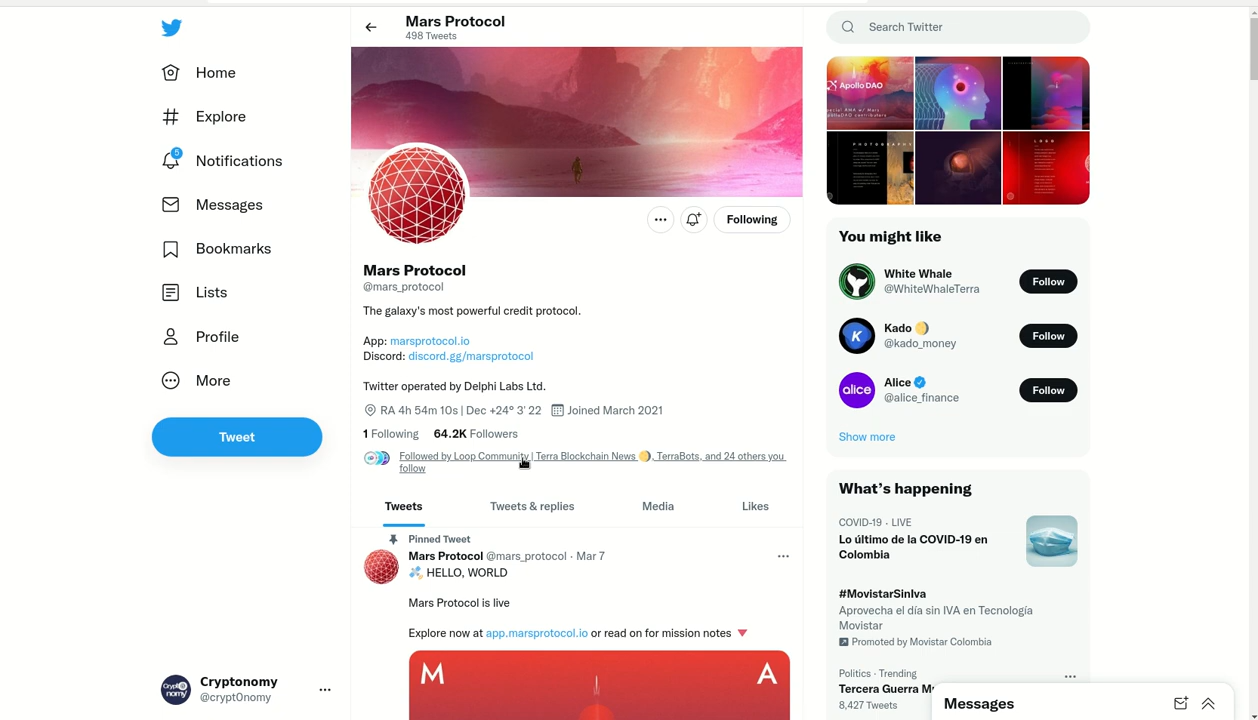 Home
Explore
5
Notifications
Messages
Bookmarks
Lists
Profile
More
Tweet
Cryptonomy
@crypt0nomy
Mars Protocol
498 Tweets
Following
Mars Protocol
@mars_protocol
The galaxy's most powerful credit protocol.
App: marsprotocol.io
Discord: discord.gg/marsprotocol
Twitter operated by Delphi Labs Ltd.
RA 4h 54m 10s | Dec +24° 3' 22
Joined March 2021
1 Following 64.2K Followers
Followed by Loop Community | Terra Blockchain News 🌖, TerraBots, and 24 others you
follow
Tweets
Tweets & replies
Media
Likes
Pinned Tweet
Mars Protocol @mars_protocol · Mar 7
HELLO, WORLD
Mars Protocol is live
Explore now at app.marsprotocol.io or read on for mission notes 🔻
M A
Search Twitter
Apollo DAO
PHOTOGRAPHY
LOGO
You might like
White Whale
@WhiteWhaleTerra
Follow
Kado
@kado_money
Follow
alice
Alice
@alice_finance
Follow
Show more
What's happening
COVID-19 · LIVE
Lo último de la COVID-19 en
Colombia
#MovistarSinIva
Aprovecha el día sin IVA en Tecnología
Movistar
Promoted by Movistar Colombia
Politics · Trending
Tercera Guerra
8,427 Tweets
Messages